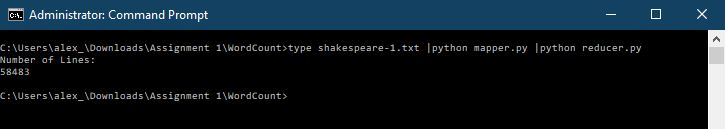 Administrator: Command Prompt
C:\Users\alex_\Downloads\Assignment 1\WordCount>type shakespeare-1.txt |python mapper.py |python reducer.py
Number of Lines:
58483
C:\Users\alex_\Downloads\Assignment 1\WordCount>